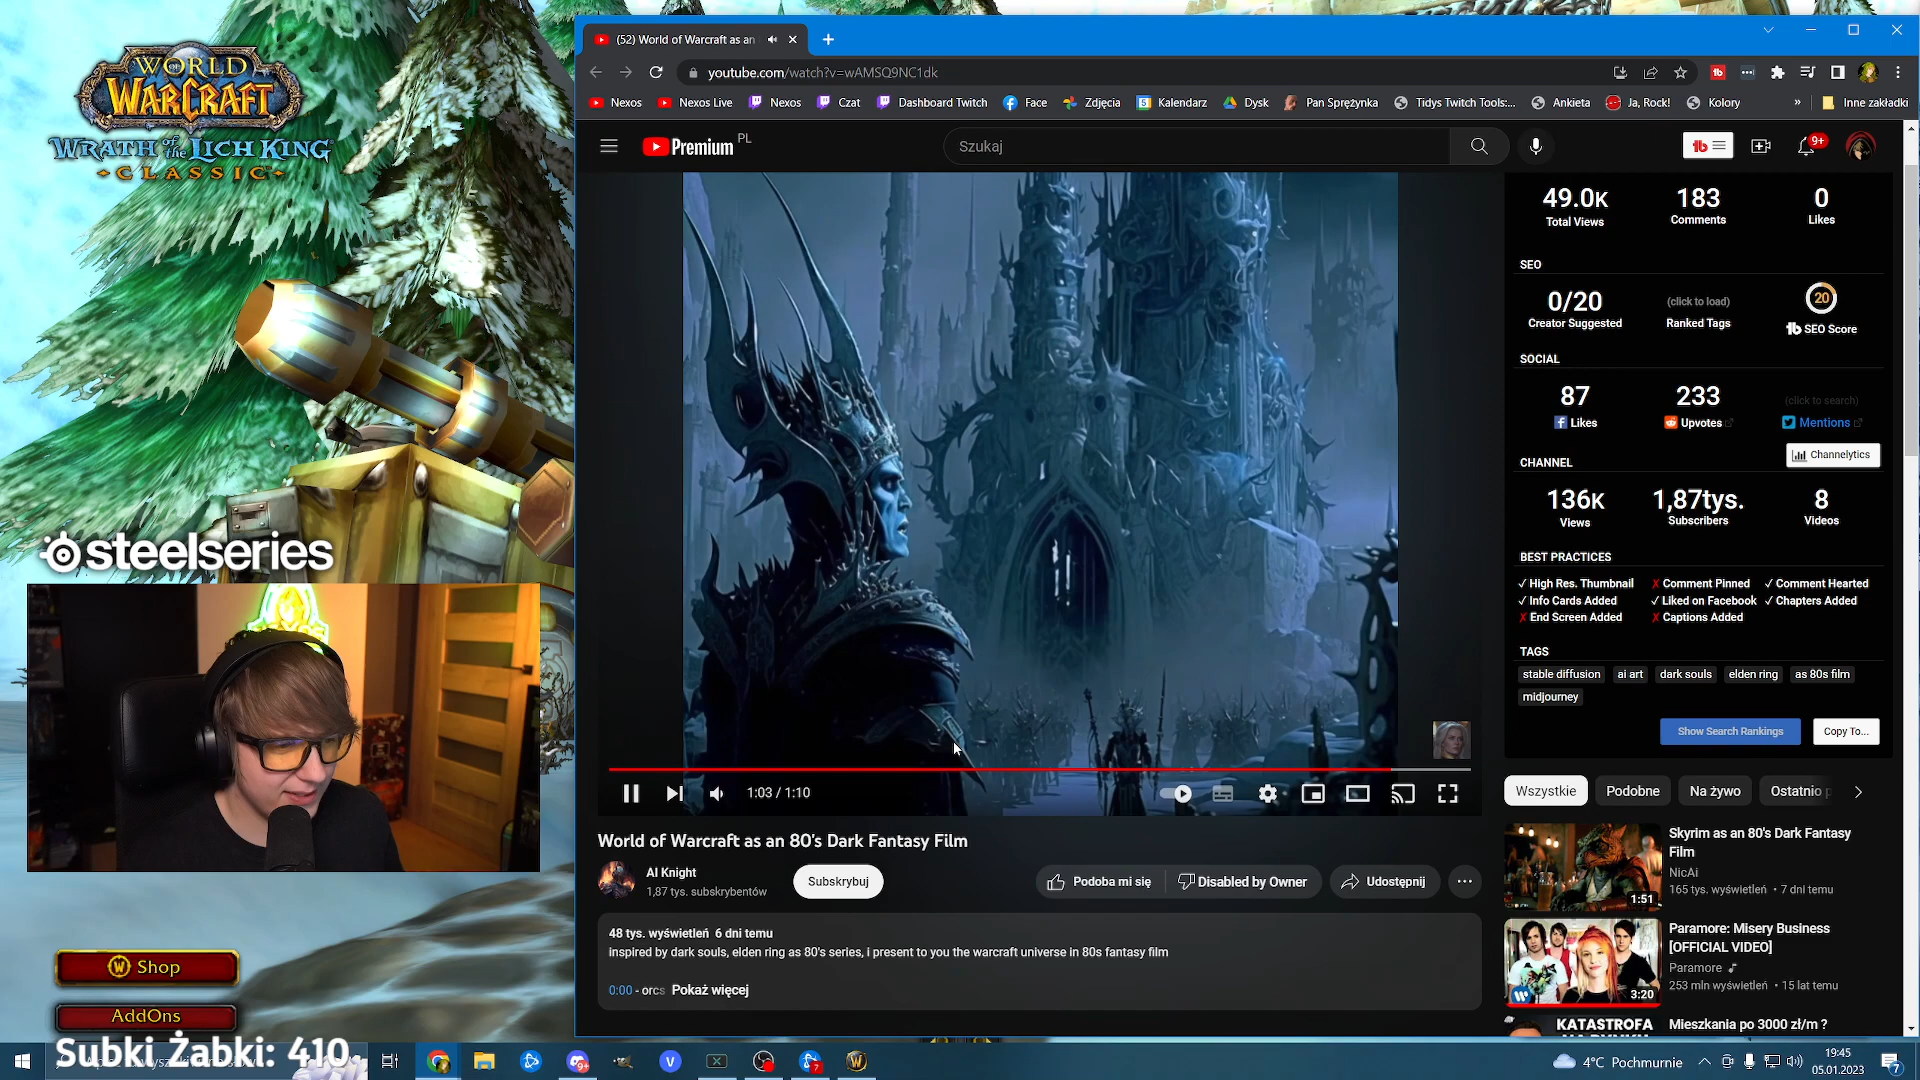 WORLD
OF
WARCRAFT
WRATH of the LICH KING
CLASSIC
steelseries
Shop
AddOns
Subki Żabki: 410
(52) World of Warcraft as an
youtube.com/watch?v=wAMSQ9NC1dk
Nexos
Nexos Live
Nexos
Czat
Dashboard Twitch
Face
Zdjęcia
Kalendarz
Dysk
Pan Sprężynka
Tidys Twitch Tools:...
Ankieta
Ja, Rock!
Kolory
»
Inne zakładki
Premium PL
Szukaj
9+
1:03 / 1:10
World of Warcraft as an 80's Dark Fantasy Film
AI Knight
1,87 tys. subskrybentów
Subskrybuj
Podoba mi się
Disabled by Owner
Udostępnij
48 tys. wyświetleń 6 dni temu
inspired by dark souls, elden ring as 80's series, i present to you the warcraft universe in 80s fantasy film
0:00 - orcs Pokaż więcej
49.0K 183 0
Total Views Comments Likes
SEO
0/20 (click to load) 20
Creator Suggested Ranked Tags tb SEO Score
SOCIAL
87 233 (click to search)
Likes Upvotes Mentions
Channelytics
CHANNEL
136K 1,87tys. 8
Views Subscribers Videos
BEST PRACTICES
✓ High Res. Thumbnail ✗ Comment Pinned ✓ Comment Hearted
✓ Info Cards Added ✓ Liked on Facebook ✓ Chapters Added
✗ End Screen Added ✗ Captions Added
TAGS
stable diffusion ai art dark souls elden ring as 80s film
midjourney
Show Search Rankings Copy To...
Wszystkie Podobne Na żywo Ostatnio p
Skyrim as an 80's Dark Fantasy
Film
NicAi
165 tys. wyświetleń • 7 dni temu
1:51
Paramore: Misery Business
[OFFICIAL VIDEO]
Paramore
253 mln wyświetleń • 15 lat temu
3:20
KATASTROFA
Mieszkania po 3000 zł/m ?
4°C Pochmurnie
19:45
05.01.2023